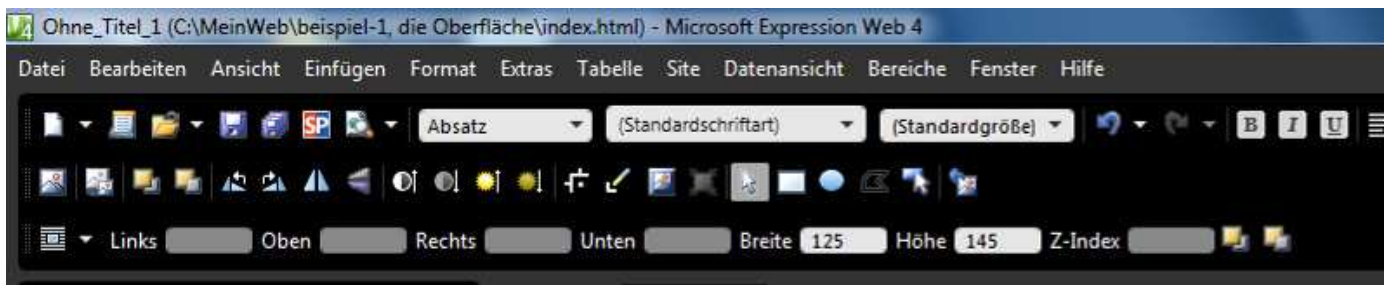 Ohne_Titel_1 (C:\MeinWeb\beispiel-1, die Oberfläche\index.html) - Microsoft Expression Web 4
Datei Bearbeiten Ansicht Einfügen Format Extras Tabelle Site Datenansicht Bereiche Fenster Hilfe
SP Absatz (Standardschriftart) (Standardgröße) B I U
Links Oben Rechts Unten Breite 125 Höhe 145 Z-Index